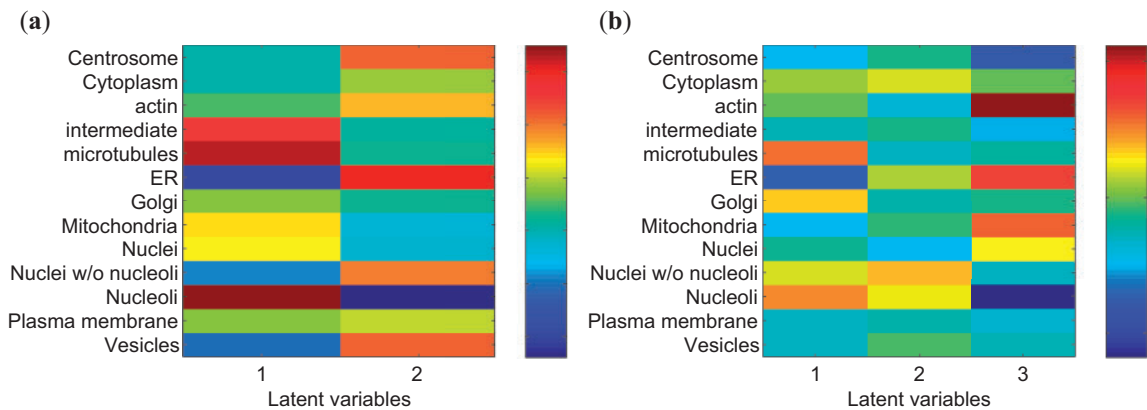 (a)
Centrosome
Cytoplasm
actin
intermediate
microtubules
ER
Golgi
Mitochondria
Nuclei
Nuclei w/o nucleoli
Nucleoli
Plasma membrane
Vesicles
1 2
Latent variables
(b)
Centrosome
Cytoplasm
actin
intermediate
microtubules
ER
Golgi
Mitochondria
Nuclei
Nuclei w/o nucleoli
Nucleoli
Plasma membrane
Vesicles
1 2 3
Latent variables